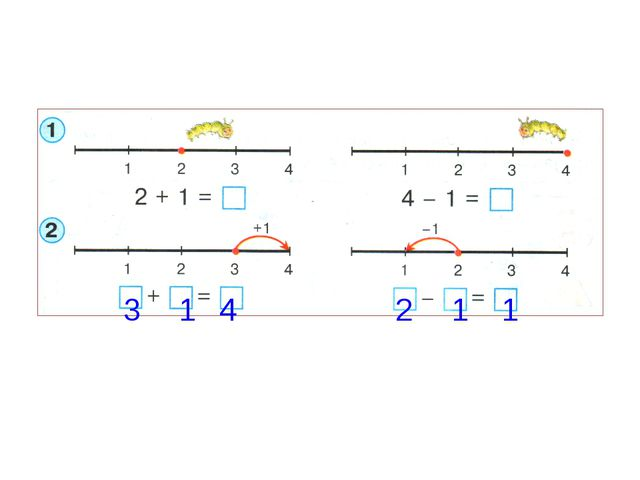 1
1 2 3 4
1 2 3 4
2 + 1 = □
4 – 1 = □
2
+1
–1
1 2 3 4
1 2 3 4
3 + 1 = 4
2 – 1 = 1